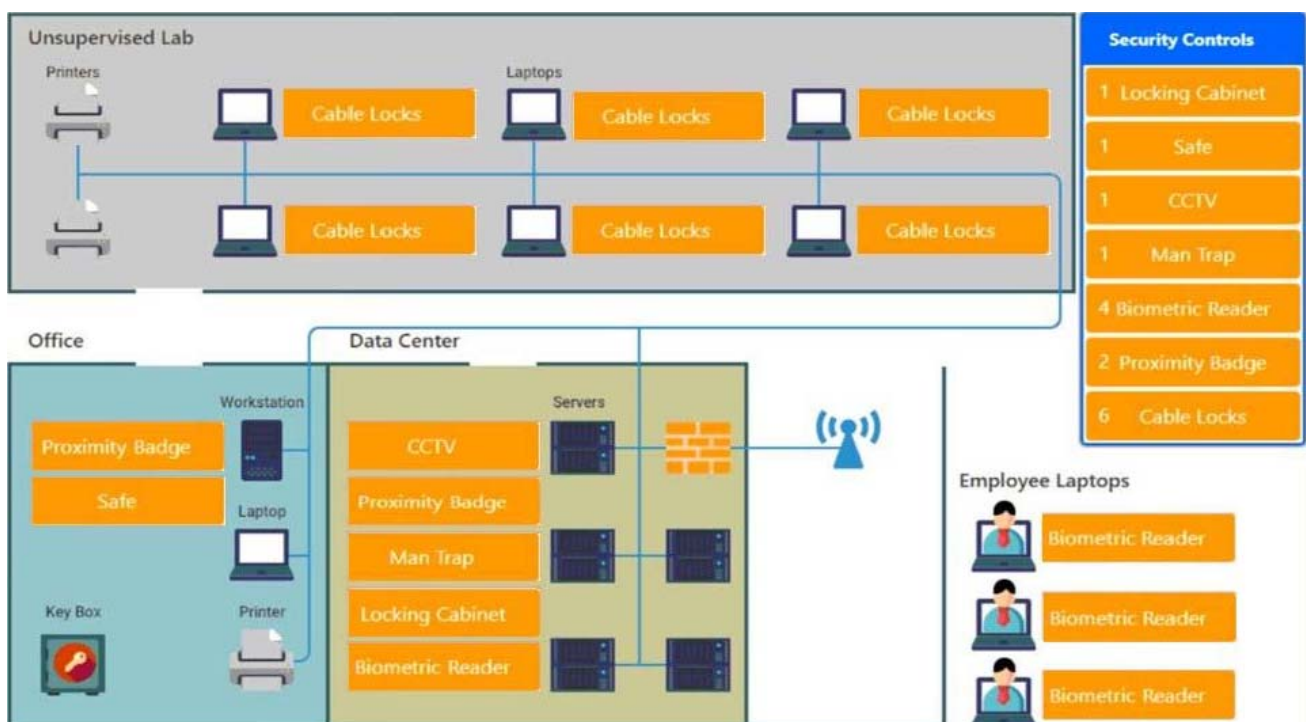 Unsupervised Lab
Printers
Laptops
Cable Locks
Cable Locks
Cable Locks
Cable Locks
Cable Locks
Cable Locks
Security Controls
1 Locking Cabinet
1 Safe
1 CCTV
1 Man Trap
4 Biometric Reader
2 Proximity Badge
6 Cable Locks
Office
Workstation
Proximity Badge
Safe
Laptop
Key Box
Printer
Data Center
Servers
CCTV
Proximity Badge
Man Trap
Locking Cabinet
Biometric Reader
Employee Laptops
Biometric Reader
Biometric Reader
Biometric Reader